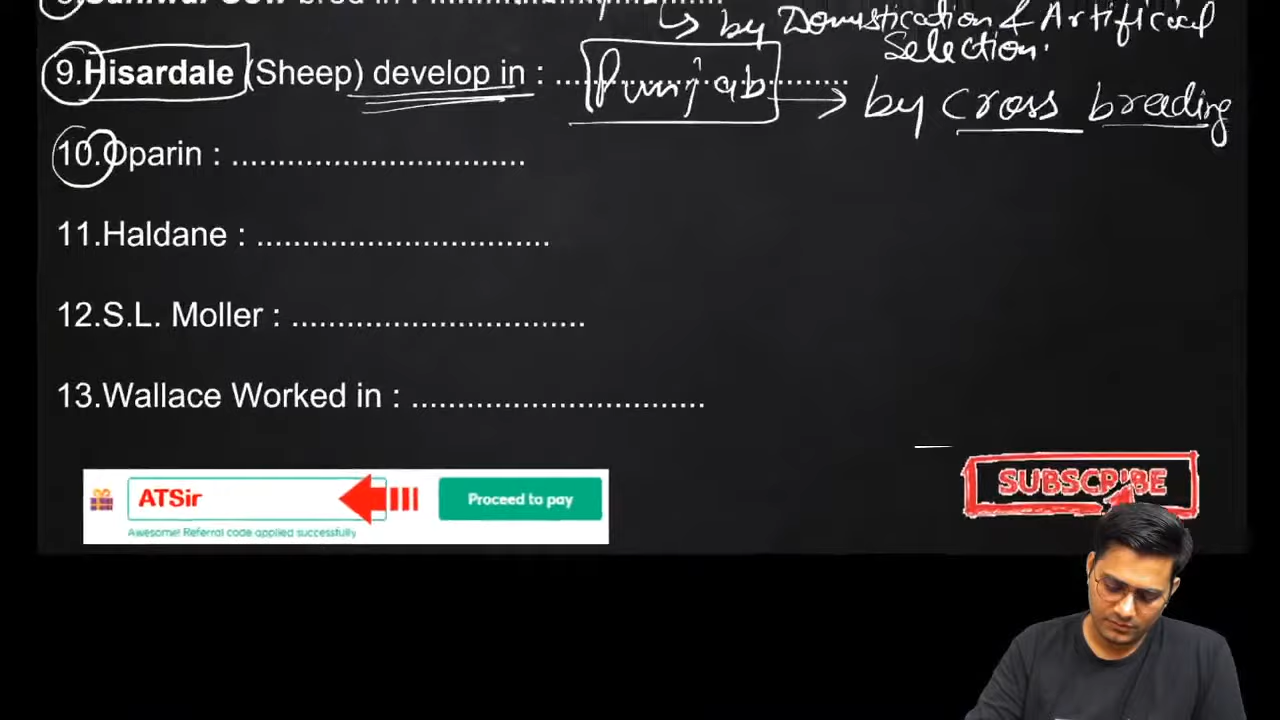 by Domestication & Artificial
Selection.
9.Hisardale (Sheep) develop in : .............................. Punjab → by Cross breading
10.Oparin : ................................
11.Haldane : ................................
12.S.L. Moller : ................................
13.Wallace Worked in : ................................
ATSir
Proceed to pay
Awesome! Referral code applied successfully
SUBSCRIBE